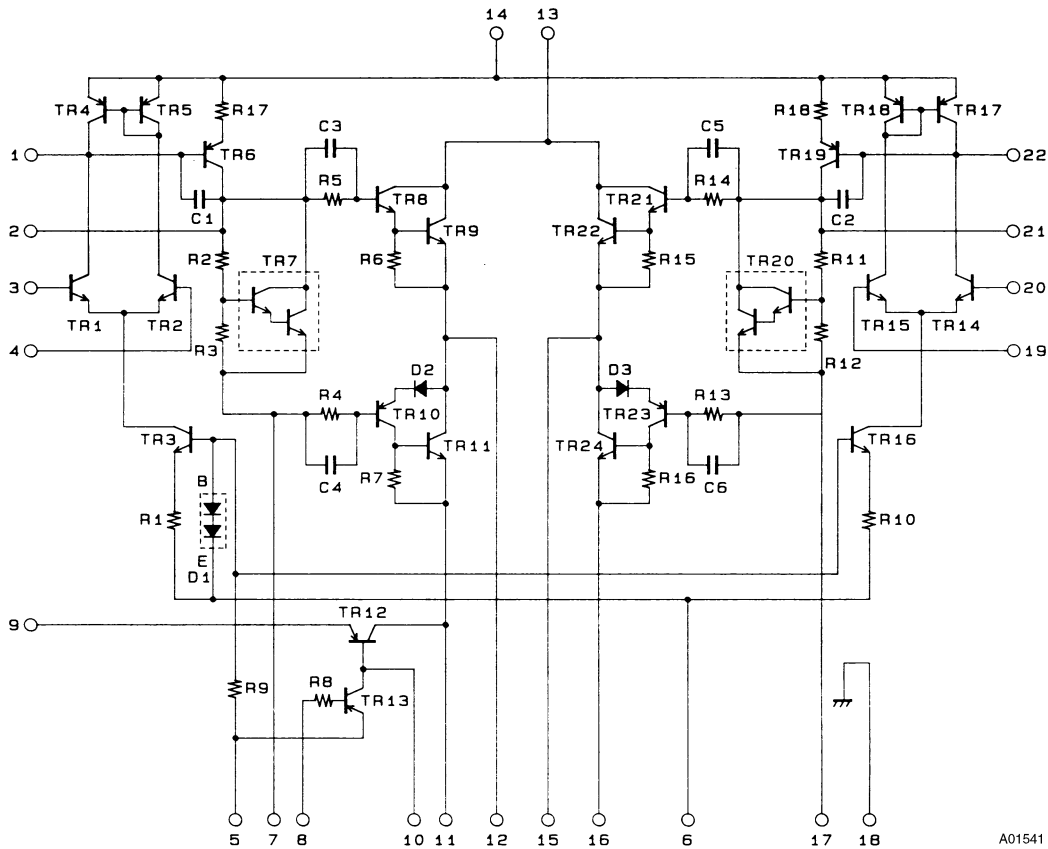 14 13
TR4 TR5 R17 R18 TR18 TR17
C3 C5
1 TR6 TR19 22
R5 TR8 TR21 R14
C1 C2
2 TR9 TR22 21
R2 TR7 R6 R15 TR20 R11
3 20
TR1 TR2 TR15 TR14
4 R3 R12 19
D2 D3
R4 TR10 TR23 R13
TR3 TR11 TR24 TR16
C4 R7 R16 C6
B
R1 R10
E
D1
9 TR12
R9 R8 TR13
5 7 8 10 11 12 15 16 6 17 18
A01541